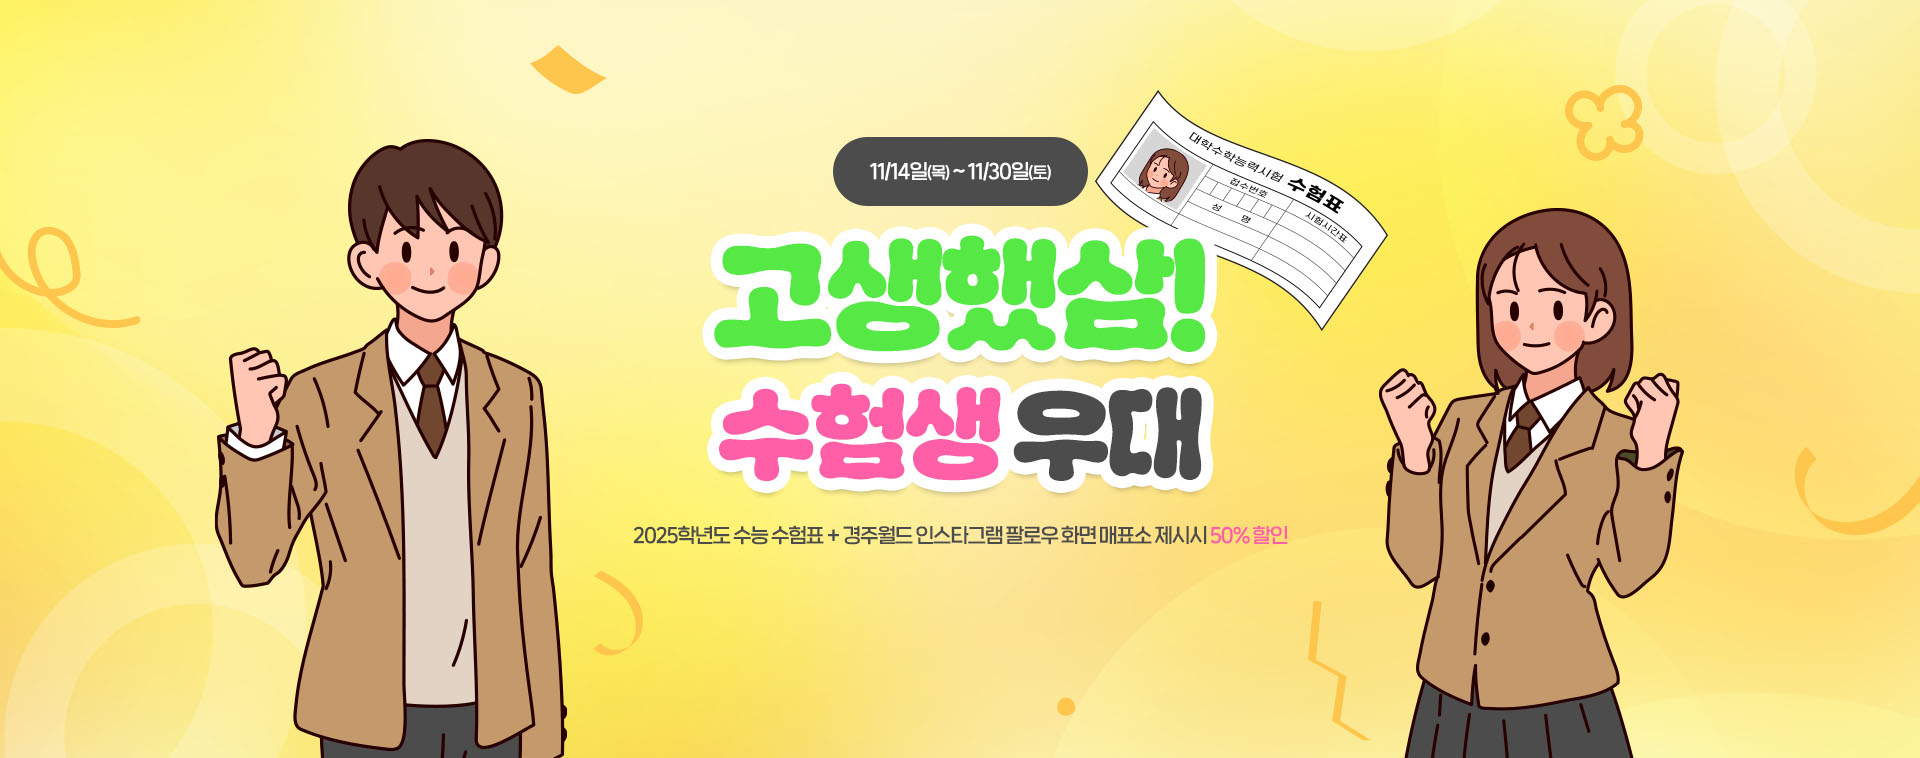 11/14일(목) ~ 11/30일(토)
대학수학능력시험 수험표
접수번호
시험시간표
성 명
고생했삼!
수험생 우대
2025학년도 수능 수험표 + 경주월드 인스타그램 팔로우 화면 매표소 제시시 50% 할인